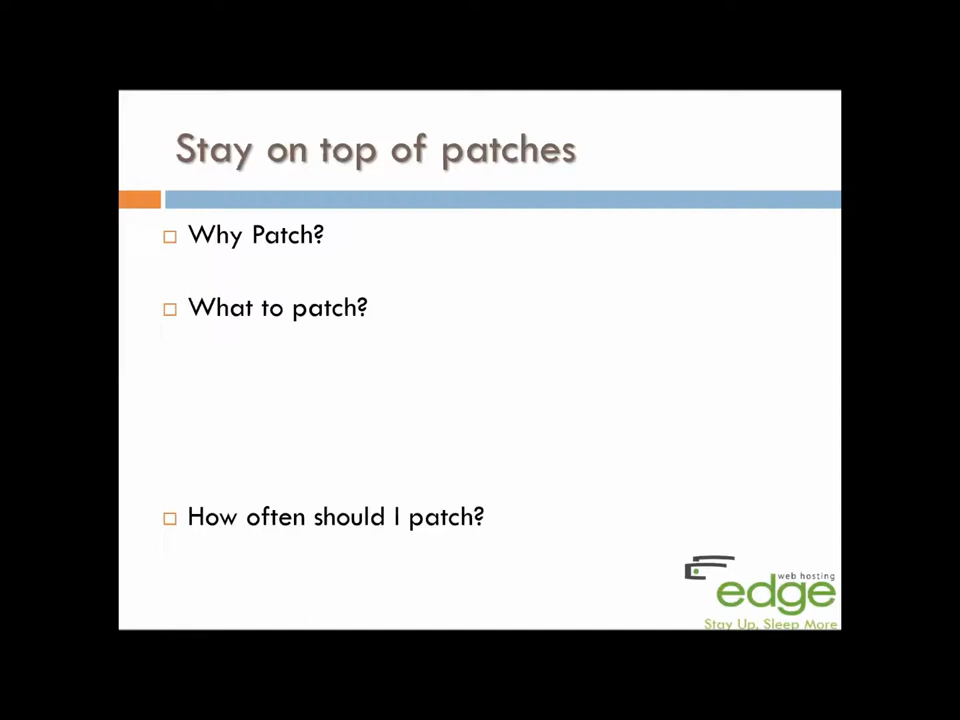 Stay on top of patches
Why Patch?
What to patch?
How often should I patch?
web hosting
edge
Stay Up, Sleep More